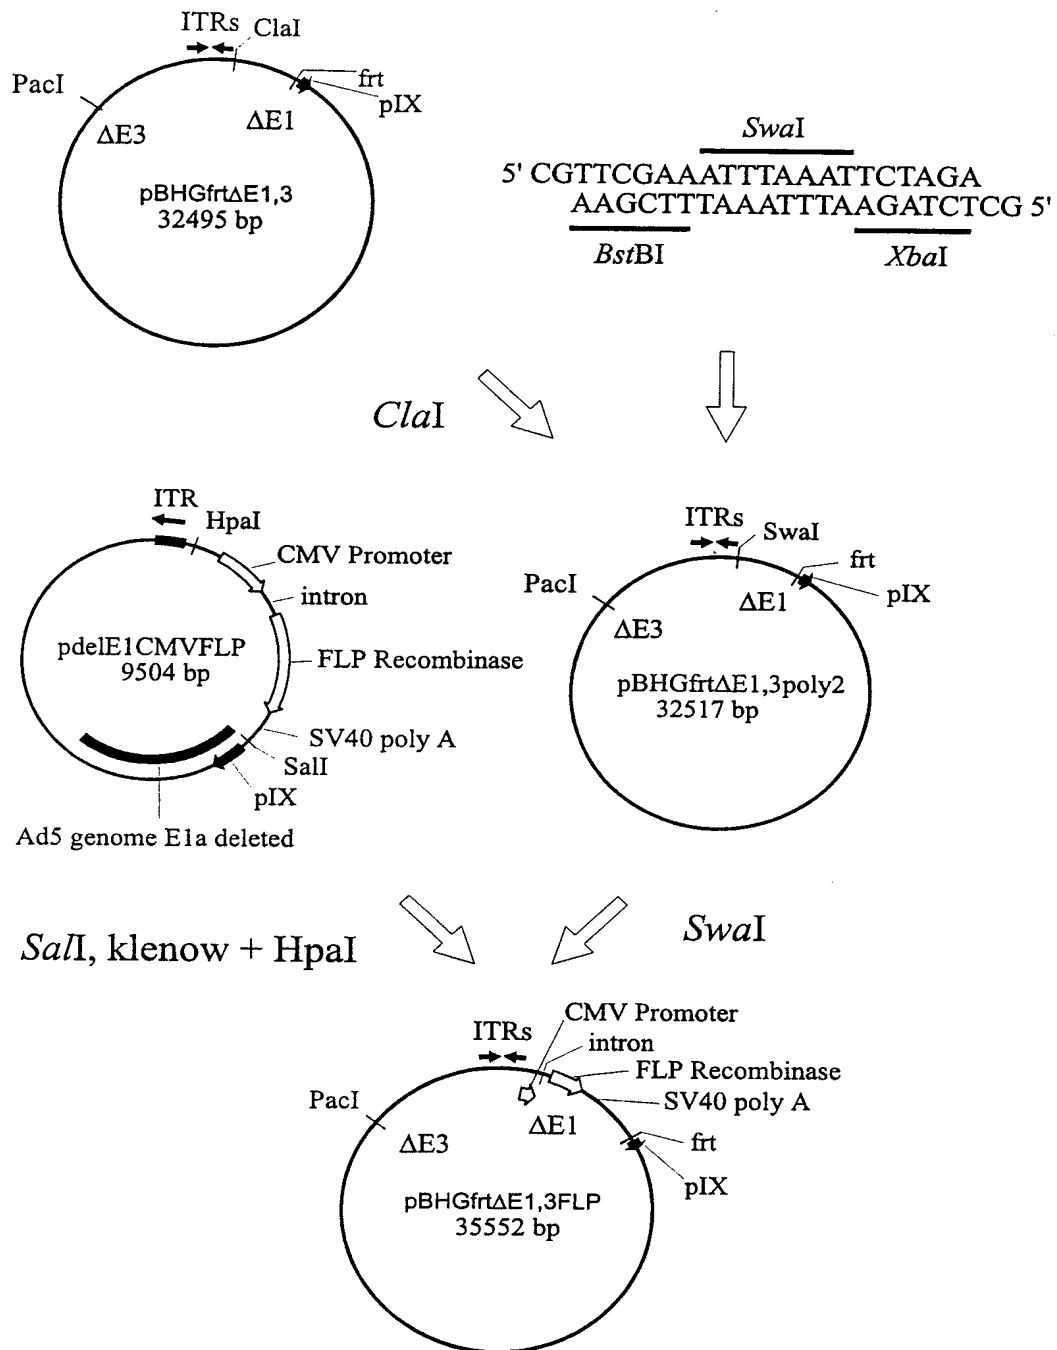 ITRs
ClaI
PacI
frt
pIX
ΔE3
ΔE1
pBHGfrtΔE1,3
32495 bp
SwaI
5' CGTTCGAAATTTAAATTCTAGA
AAGCTTTAAATTTAAGATCTCG 5'
BstBI
XbaI
ClaI
ITR
HpaI
CMV Promoter
intron
pdelE1CMVFLP
9504 bp
FLP Recombinase
SV40 poly A
SalI
pIX
Ad5 genome E1a deleted
ITRs
SwaI
frt
PacI
pIX
ΔE3
ΔE1
pBHGfrtΔE1,3poly2
32517 bp
SalI, klenow + HpaI
SwaI
CMV Promoter
ITRs
intron
FLP Recombinase
SV40 poly A
PacI
ΔE3
ΔE1
frt
pIX
pBHGfrtΔE1,3FLP
35552 bp